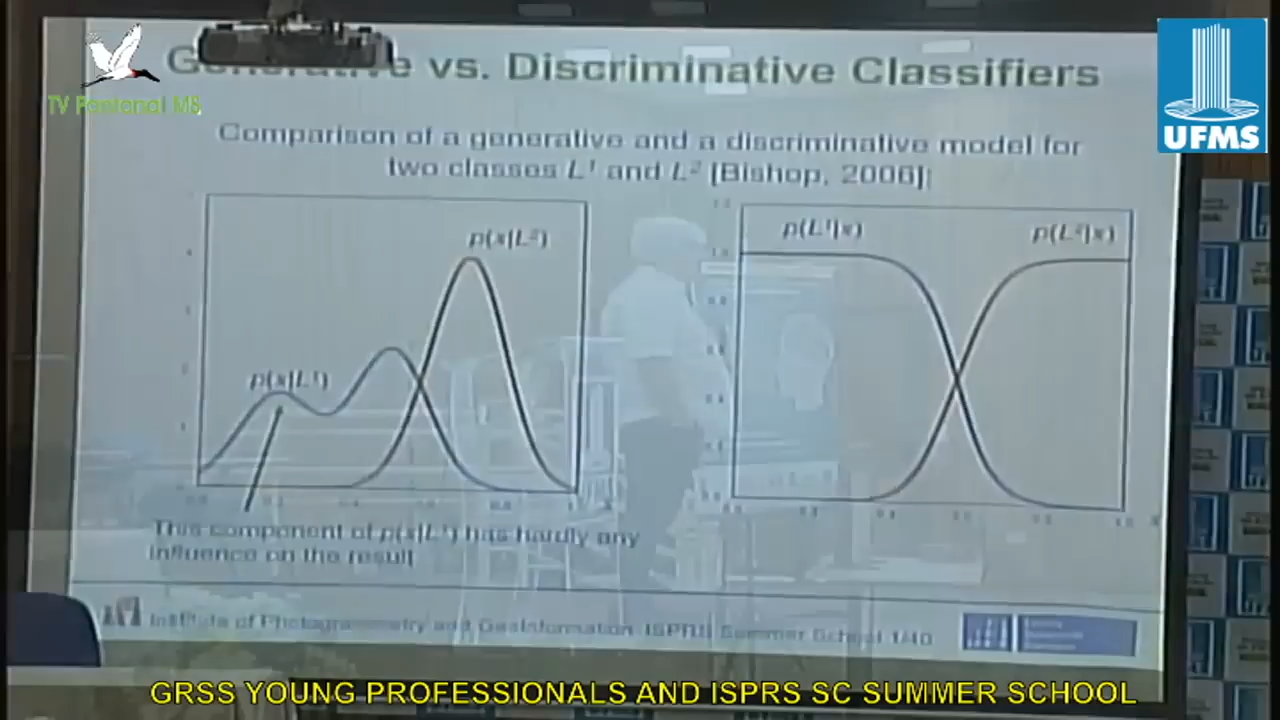 TV Pantanal MS
UFMS
Generative vs. Discriminative Classifiers
Comparison of a generative and a discriminative model for
two classes L¹ and L² [Bishop, 2006]:
p(x|L²)
p(x|L¹)
p(L¹|x)
p(L²|x)
This component of p(x|L¹) has hardly any
influence on the result
Institute of Photogrammetry and GeoInformation ISPRS Summer School 1/40
GRSS YOUNG PROFESSIONALS AND ISPRS SC SUMMER SCHOOL